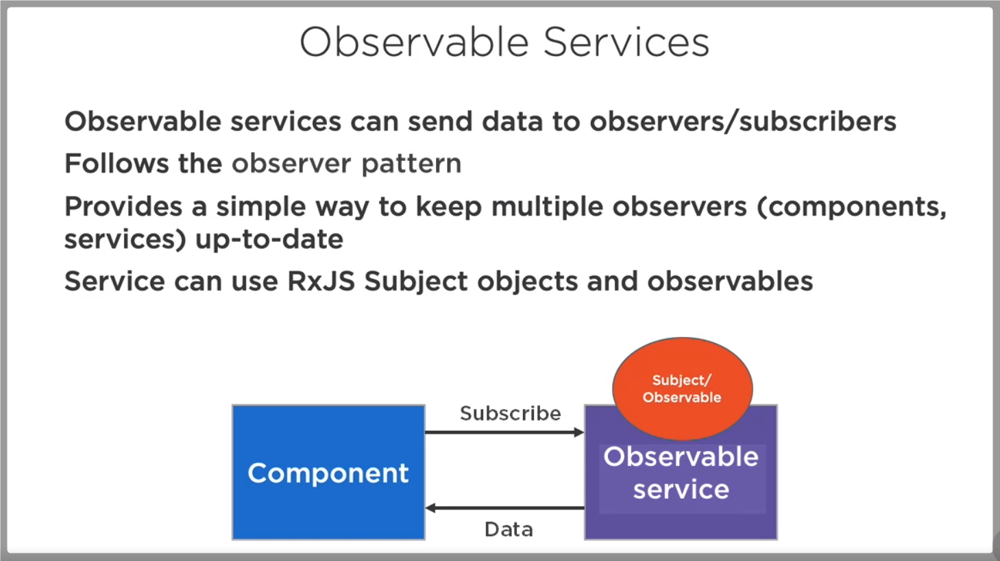 Observable Services
Observable services can send data to observers/subscribers
Follows the observer pattern
Provides a simple way to keep multiple observers (components,
services) up-to-date
Service can use RxJS Subject objects and observables
Subject/
Observable
Subscribe
Component
Observable
service
Data